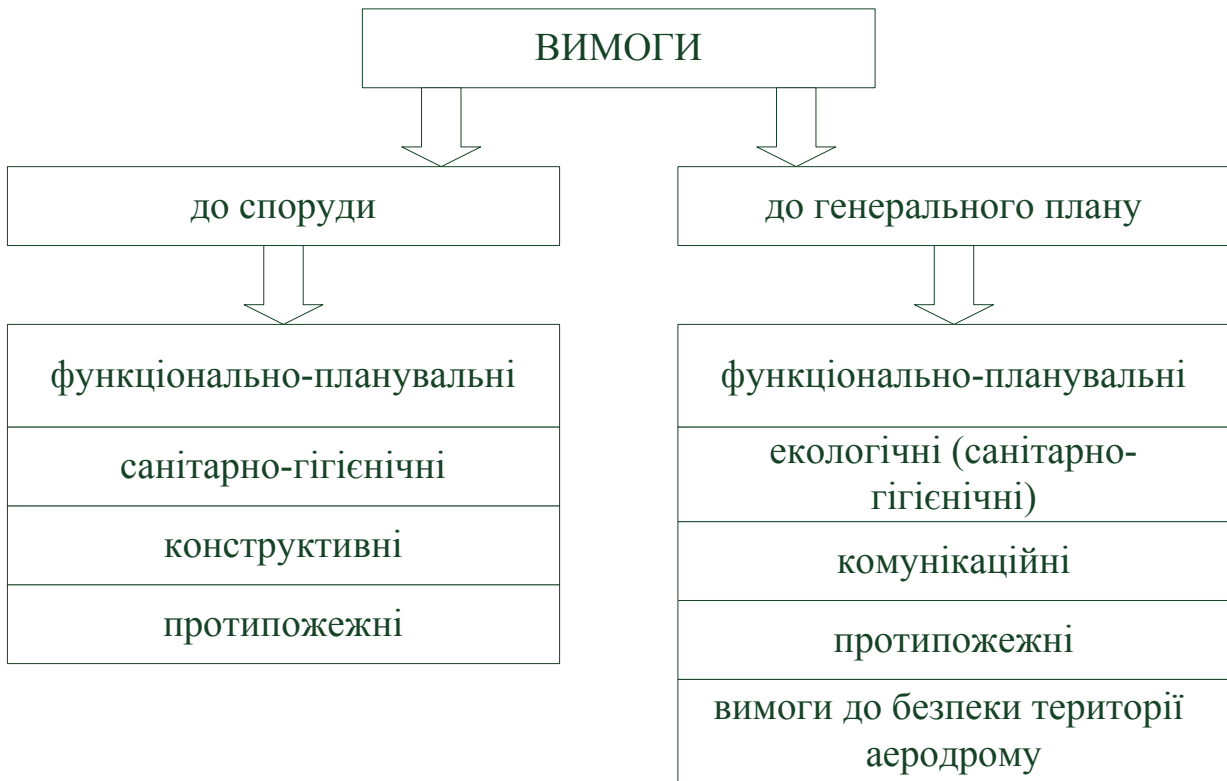 ВИМОГИ
до споруди
функціонально-планувальні
санітарно-гігієнічні
конструктивні
протипожежні
до генерального плану
функціонально-планувальні
екологічні (санітарно-
гігієнічні)
комунікаційні
протипожежні
вимоги до безпеки території
аеродрому